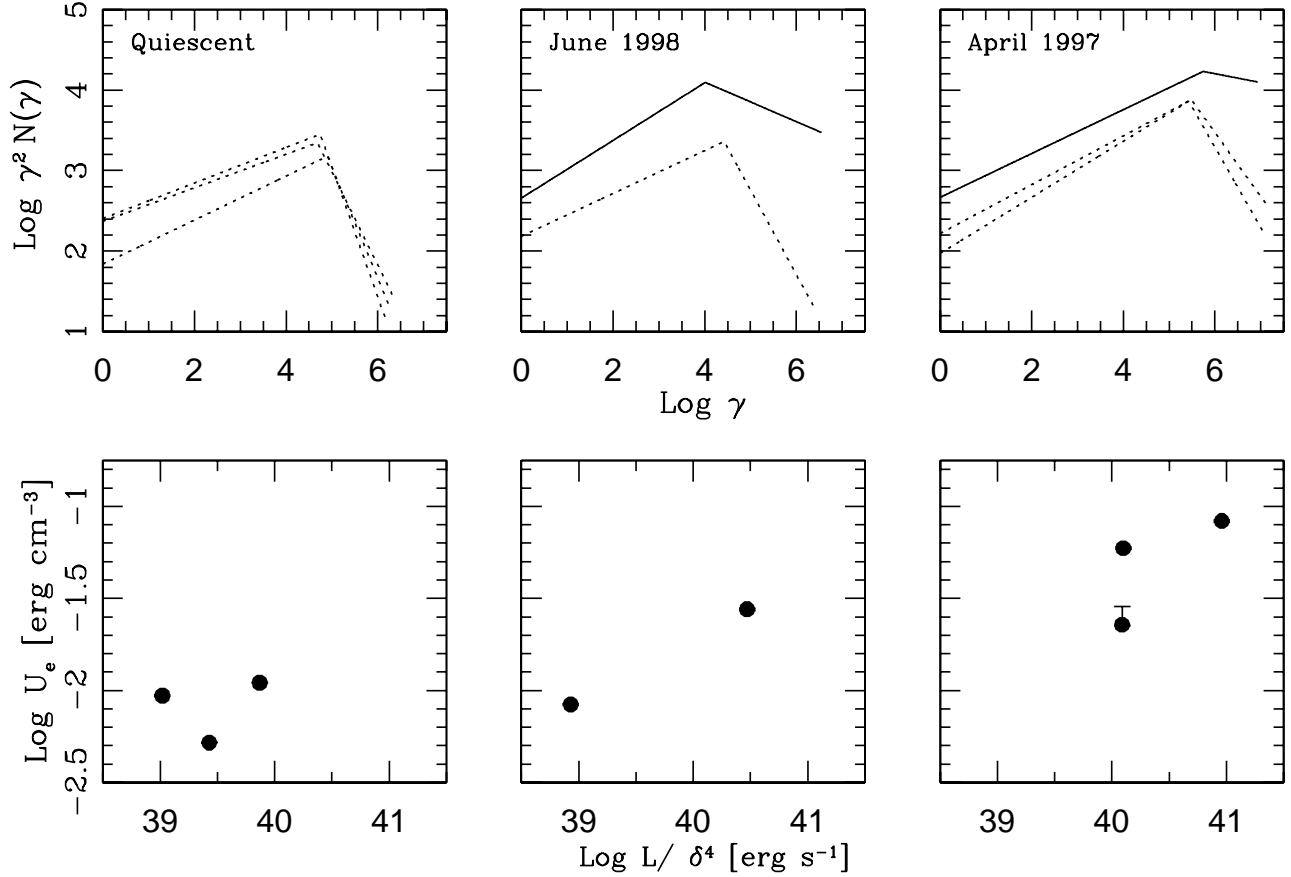 Quiescent
June 1998
April 1997
Log γ² N(γ)
5
4
3
2
1
0 2 4 6
0 2 4 6
0 2 4 6
Log γ
Log U_e [erg cm⁻³]
−1
−1.5
−2
−2.5
39 40 41
39 40 41
39 40 41
Log L/ δ⁴ [erg s⁻¹]